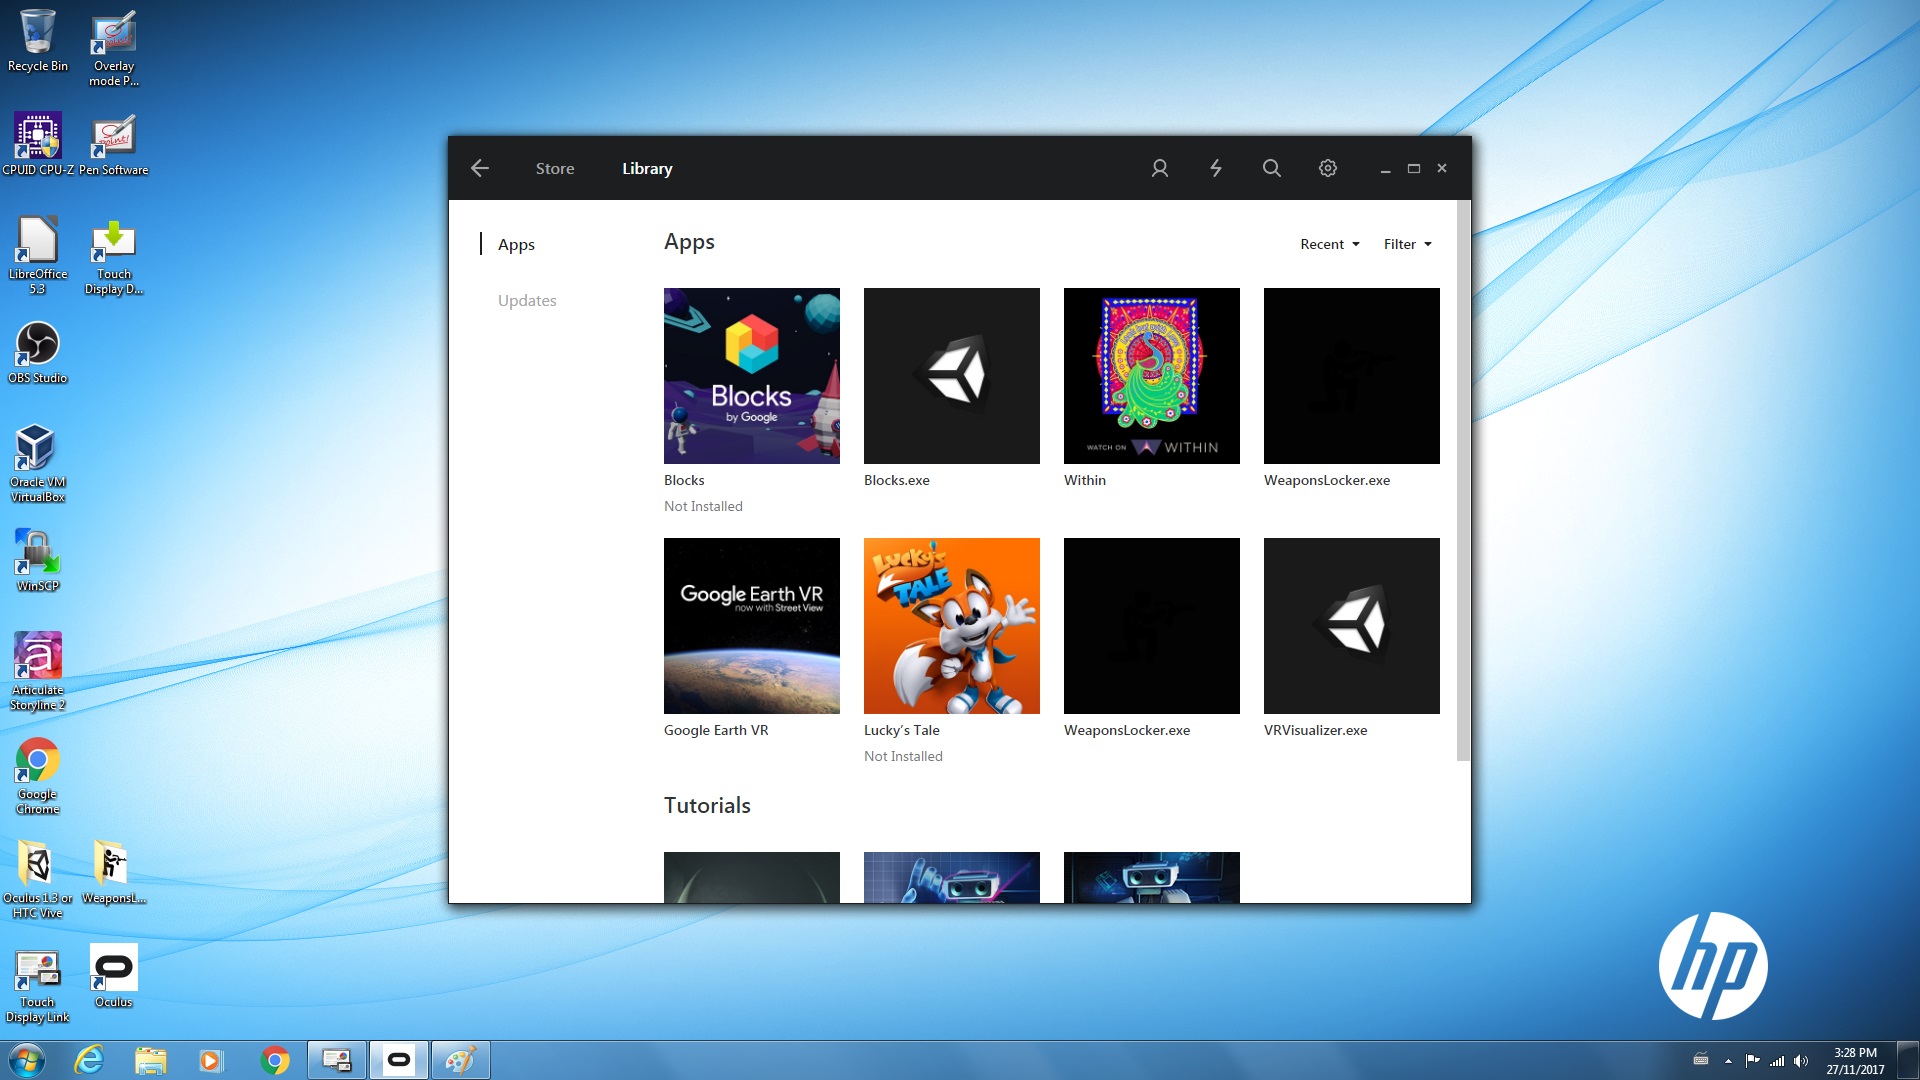 Recycle Bin
Overlay
mode P...
CPUID CPU-Z
Pen Software
LibreOffice
5.3
Touch
Display D...
OBS Studio
Oracle VM
VirtualBox
WinSCP
Articulate
Storyline 2
Google
Chrome
Oculus 1.3 or
HTC Vive
WeaponsL...
Touch
Display Link
Oculus
Store
Library
Apps
Updates
Apps
Recent
Filter
Blocks
by Google
WATCH ON WITHIN
Blocks
Not Installed
Blocks.exe
Within
WeaponsLocker.exe
Google Earth VR
now with Street View
LUCKY'S
TALE
Google Earth VR
Lucky's Tale
Not Installed
WeaponsLocker.exe
VRVisualizer.exe
Tutorials
hp
3:28 PM
27/11/2017